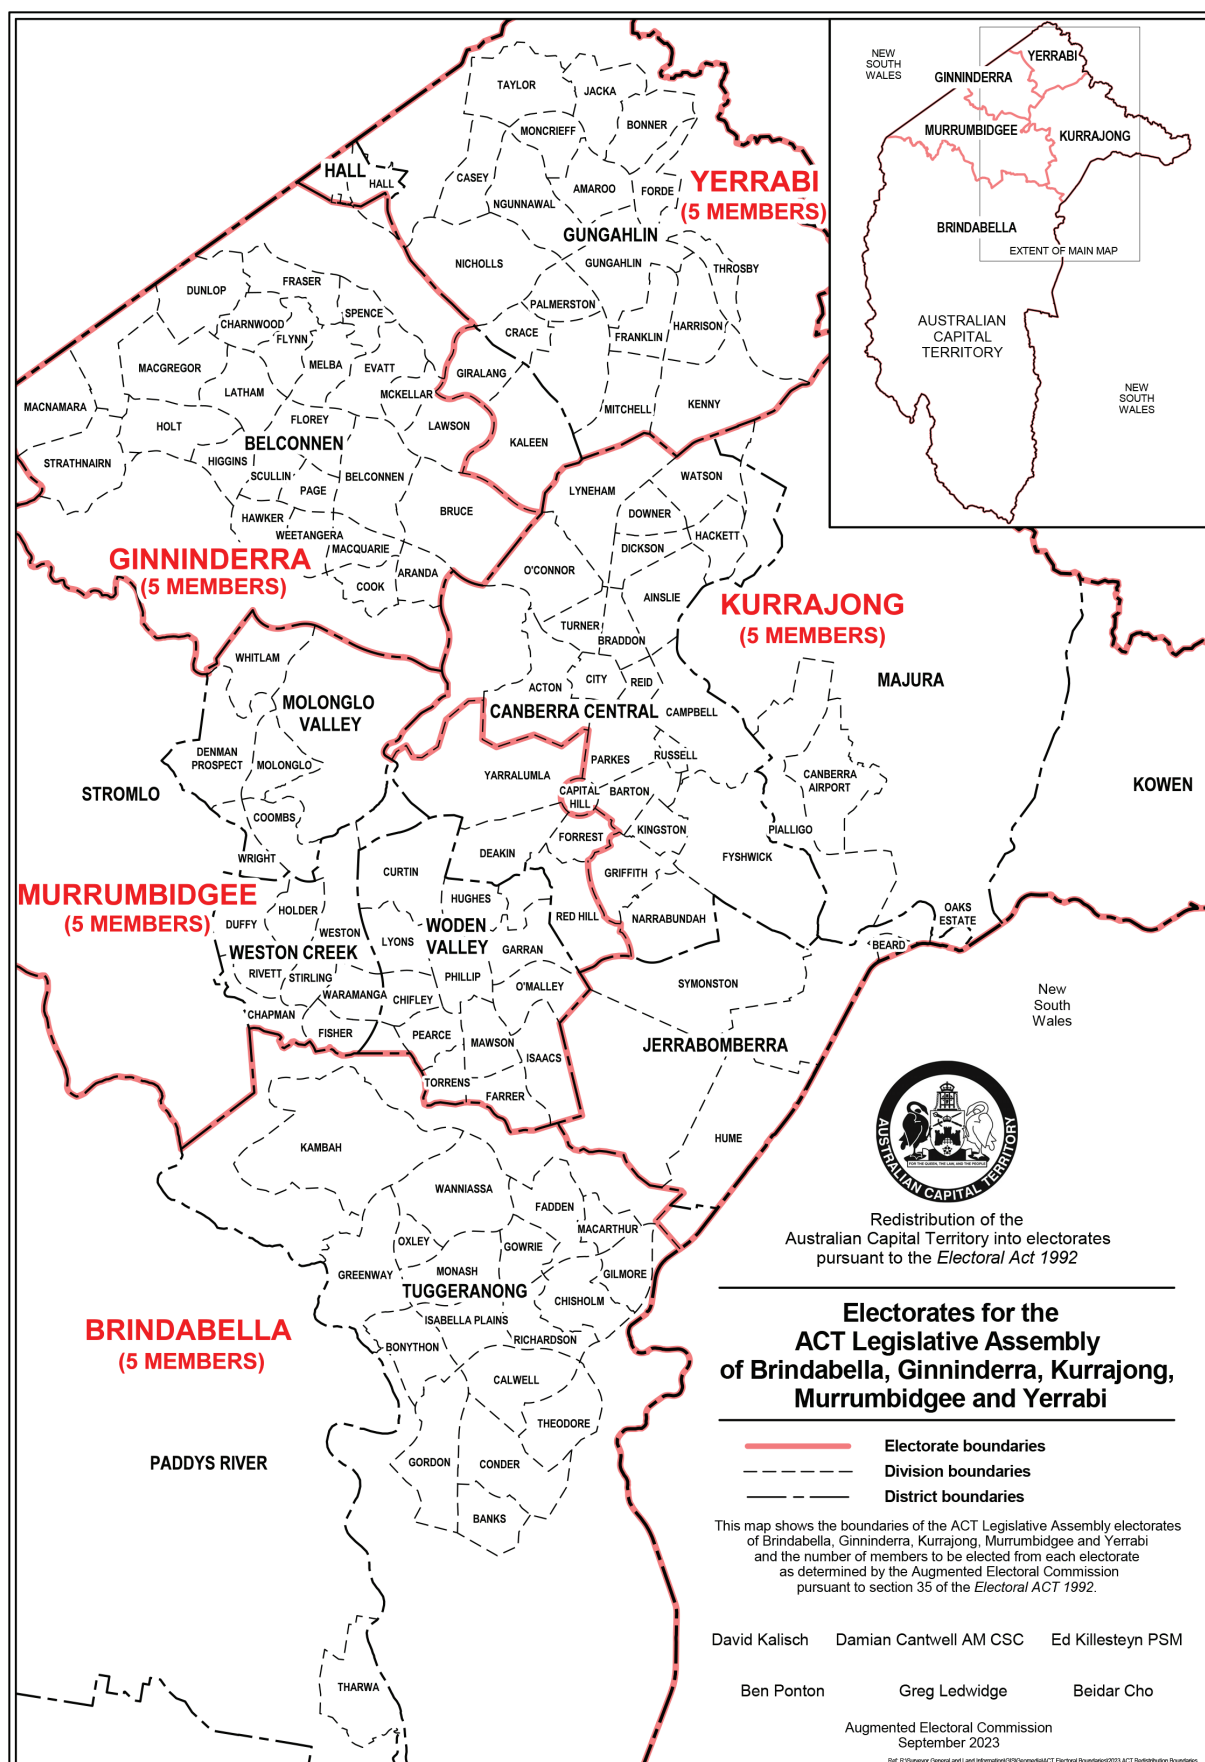 NEW
SOUTH
WALES
YERRABI
GINNINDERRA
MURRUMBIDGEE
KURRAJONG
BRINDABELLA
EXTENT OF MAIN MAP
AUSTRALIAN
CAPITAL
TERRITORY
NEW
SOUTH
WALES
TAYLOR
JACKA
MONCRIEFF
BONNER
HALL
HALL
CASEY
AMAROO
FORDE
NGUNNAWAL
YERRABI
(5 MEMBERS)
GUNGAHLIN
NICHOLLS
GUNGAHLIN
THROSBY
PALMERSTON
CRACE
FRANKLIN
HARRISON
GIRALANG
MITCHELL
KENNY
KALEEN
DUNLOP
FRASER
SPENCE
CHARNWOOD
FLYNN
MACGREGOR
MELBA
EVATT
LATHAM
MCKELLAR
MACNAMARA
HOLT
FLOREY
LAWSON
BELCONNEN
STRATHNAIRN
HIGGINS
SCULLIN
BELCONNEN
PAGE
BRUCE
HAWKER
WEETANGERA
MACQUARIE
GINNINDERRA
(5 MEMBERS)
COOK
ARANDA
LYNEHAM
WATSON
DOWNER
DICKSON
HACKETT
O'CONNOR
AINSLIE
KURRAJONG
(5 MEMBERS)
TURNER
BRADDON
CITY
REID
ACTON
CANBERRA CENTRAL
CAMPBELL
MAJURA
WHITLAM
MOLONGLO
VALLEY
DENMAN
PROSPECT
MOLONGLO
STROMLO
COOMBS
WRIGHT
YARRALUMLA
PARKES
RUSSELL
CAPITAL
HILL
BARTON
CANBERRA
AIRPORT
KOWEN
FORREST
KINGSTON
PIALLIGO
DEAKIN
FYSHWICK
GRIFFITH
CURTIN
HUGHES
RED HILL
NARRABUNDAH
OAKS
ESTATE
BEARD
MURRUMBIDGEE
(5 MEMBERS)
HOLDER
DUFFY
WESTON
WESTON CREEK
RIVETT
STIRLING
WARAMANGA
CHAPMAN
FISHER
LYONS
WODEN
VALLEY
GARRAN
PHILLIP
O'MALLEY
CHIFLEY
PEARCE
MAWSON
ISAACS
TORRENS
FARRER
SYMONSTON
JERRABOMBERRA
HUME
New
South
Wales
KAMBAH
WANNIASSA
FADDEN
MACARTHUR
OXLEY
GOWRIE
GREENWAY
MONASH
GILMORE
TUGGERANONG
CHISHOLM
ISABELLA PLAINS
RICHARDSON
BONYTHON
CALWELL
BRINDABELLA
(5 MEMBERS)
THEODORE
GORDON
CONDER
PADDYS RIVER
BANKS
THARWA
AUSTRALIAN CAPITAL TERRITORY
FOR THE QUEEN, THE LAW, AND THE PEOPLE
Redistribution of the
Australian Capital Territory into electorates
pursuant to the Electoral Act 1992
Electorates for the
ACT Legislative Assembly
of Brindabella, Ginninderra, Kurrajong,
Murrumbidgee and Yerrabi
Electorate boundaries
Division boundaries
District boundaries
This map shows the boundaries of the ACT Legislative Assembly electorates
of Brindabella, Ginninderra, Kurrajong, Murrumbidgee and Yerrabi
and the number of members to be elected from each electorate
as determined by the Augmented Electoral Commission
pursuant to section 35 of the Electoral ACT 1992.
David Kalisch Damian Cantwell AM CSC Ed Killesteyn PSM
Ben Ponton Greg Ledwidge Beidar Cho
Augmented Electoral Commission
September 2023